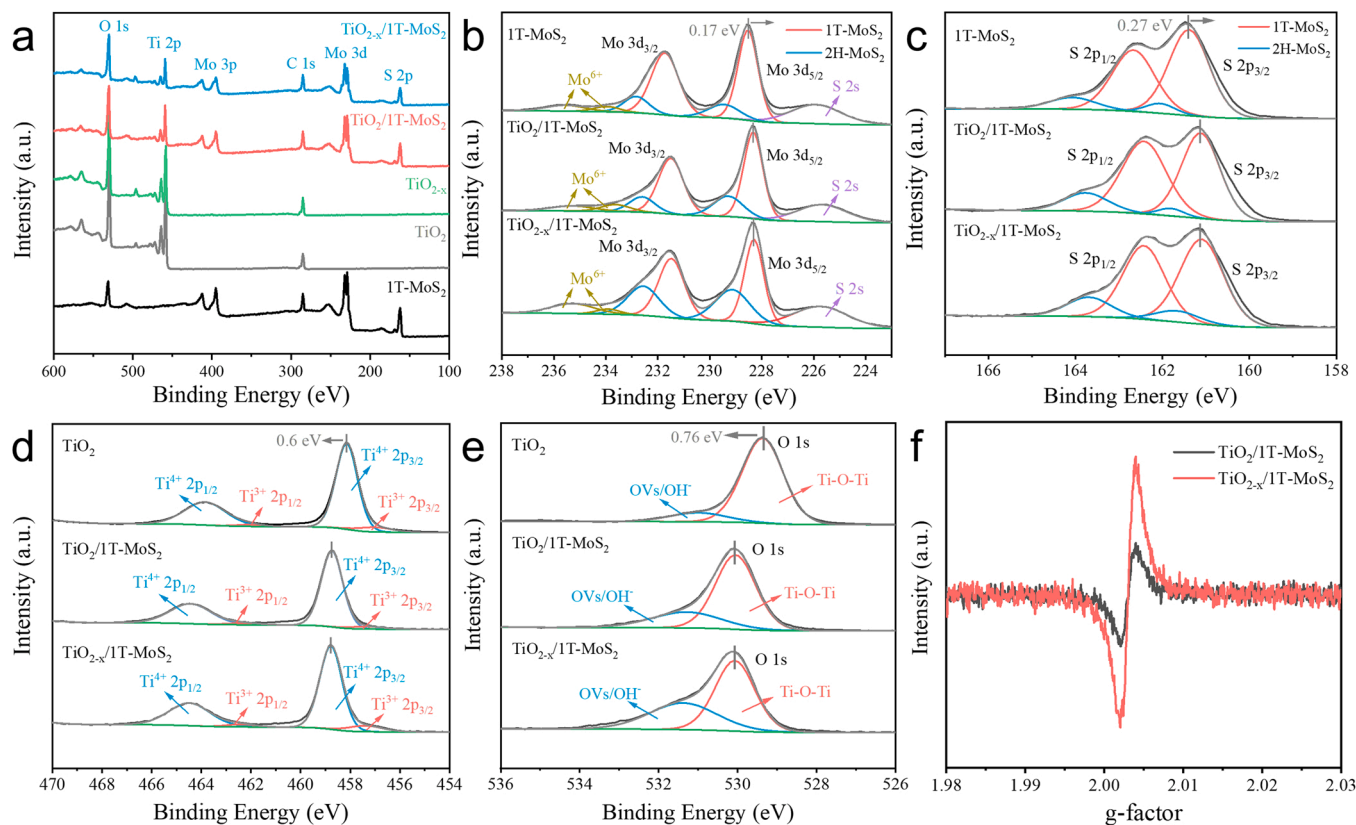 a
Intensity (a.u.)
O 1s
Ti 2p
Mo 3p
C 1s
Mo 3d
S 2p
TiO₂₋ₓ/1T-MoS₂
TiO₂/1T-MoS₂
TiO₂₋ₓ
TiO₂
1T-MoS₂
600 500 400 300 200 100
Binding Energy (eV)
b
Intensity (a.u.)
1T-MoS₂
0.17 eV
1T-MoS₂
2H-MoS₂
Mo 3d₃/₂
Mo 3d₅/₂
Mo⁶⁺
S 2s
TiO₂/1T-MoS₂
Mo 3d₃/₂
Mo 3d₅/₂
Mo⁶⁺
S 2s
TiO₂₋ₓ/1T-MoS₂
Mo 3d₃/₂
Mo 3d₅/₂
Mo⁶⁺
S 2s
238 236 234 232 230 228 226 224
Binding Energy (eV)
c
Intensity (a.u.)
1T-MoS₂
0.27 eV
1T-MoS₂
2H-MoS₂
S 2p₁/₂
S 2p₃/₂
TiO₂/1T-MoS₂
S 2p₁/₂
S 2p₃/₂
TiO₂₋ₓ/1T-MoS₂
S 2p₁/₂
S 2p₃/₂
166 164 162 160 158
Binding Energy (eV)
d
Intensity (a.u.)
TiO₂
0.6 eV
Ti⁴⁺ 2p₁/₂
Ti³⁺ 2p₁/₂
Ti⁴⁺ 2p₃/₂
Ti³⁺ 2p₃/₂
TiO₂/1T-MoS₂
Ti⁴⁺ 2p₁/₂
Ti³⁺ 2p₁/₂
Ti⁴⁺ 2p₃/₂
Ti³⁺ 2p₃/₂
TiO₂₋ₓ/1T-MoS₂
Ti⁴⁺ 2p₁/₂
Ti³⁺ 2p₁/₂
Ti⁴⁺ 2p₃/₂
Ti³⁺ 2p₃/₂
470 468 466 464 462 460 458 456 454
Binding Energy (eV)
e
Intensity (a.u.)
TiO₂
0.76 eV
O 1s
OVs/OH⁻
Ti-O-Ti
TiO₂/1T-MoS₂
O 1s
OVs/OH⁻
Ti-O-Ti
TiO₂₋ₓ/1T-MoS₂
O 1s
OVs/OH⁻
Ti-O-Ti
536 534 532 530 528 526
Binding Energy (eV)
f
Intensity (a.u.)
TiO₂/1T-MoS₂
TiO₂₋ₓ/1T-MoS₂
1.98 1.99 2.00 2.01 2.02 2.03
g-factor